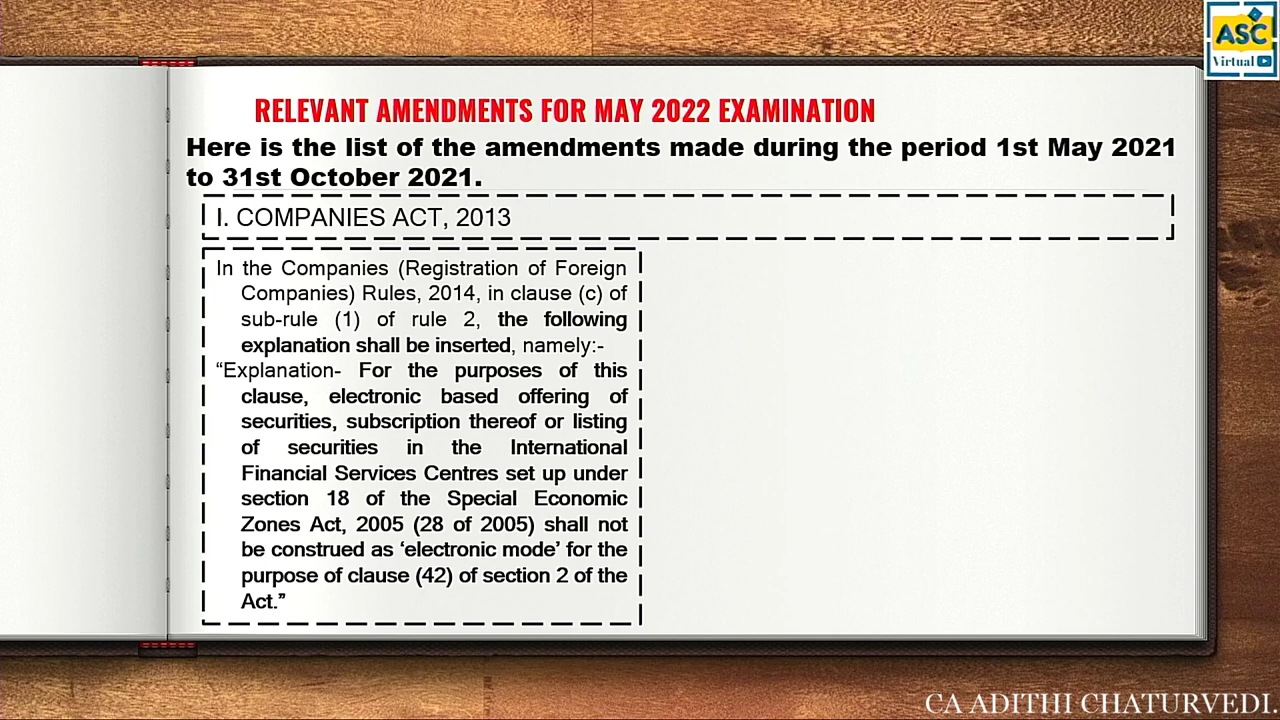 ASC
Virtual
RELEVANT AMENDMENTS FOR MAY 2022 EXAMINATION
Here is the list of the amendments made during the period 1st May 2021
to 31st October 2021.
I. COMPANIES ACT, 2013
In the Companies (Registration of Foreign
Companies) Rules, 2014, in clause (c) of
sub-rule (1) of rule 2, the following
explanation shall be inserted, namely:-
“Explanation- For the purposes of this
clause, electronic based offering of
securities, subscription thereof or listing
of securities in the International
Financial Services Centres set up under
section 18 of the Special Economic
Zones Act, 2005 (28 of 2005) shall not
be construed as ‘electronic mode’ for the
purpose of clause (42) of section 2 of the
Act.”
CA ADITHI CHATURVEDI.